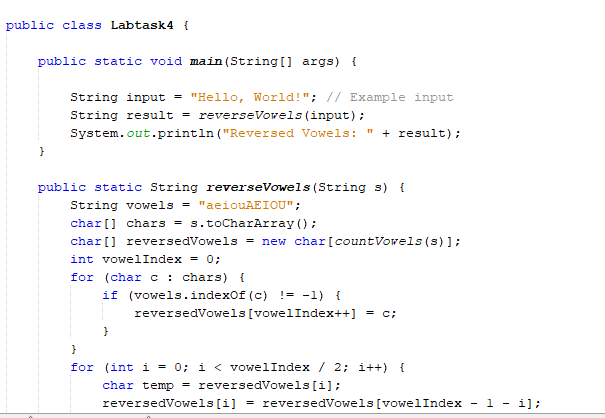 public class Labtask4 {
public static void main(String[] args) {
String input = "Hello, World!"; // Example input
String result = reverseVowels(input);
System.out.println("Reversed Vowels: " + result);
}
public static String reverseVowels(String s) {
String vowels = "aeiouAEIOU";
char[] chars = s.toCharArray();
char[] reversedVowels = new char[countVowels(s)];
int vowelIndex = 0;
for (char c : chars) {
if (vowels.indexOf(c) != -1) {
reversedVowels[vowelIndex++] = c;
}
}
for (int i = 0; i < vowelIndex / 2; i++) {
char temp = reversedVowels[i];
reversedVowels[i] = reversedVowels[vowelIndex - 1 - i];